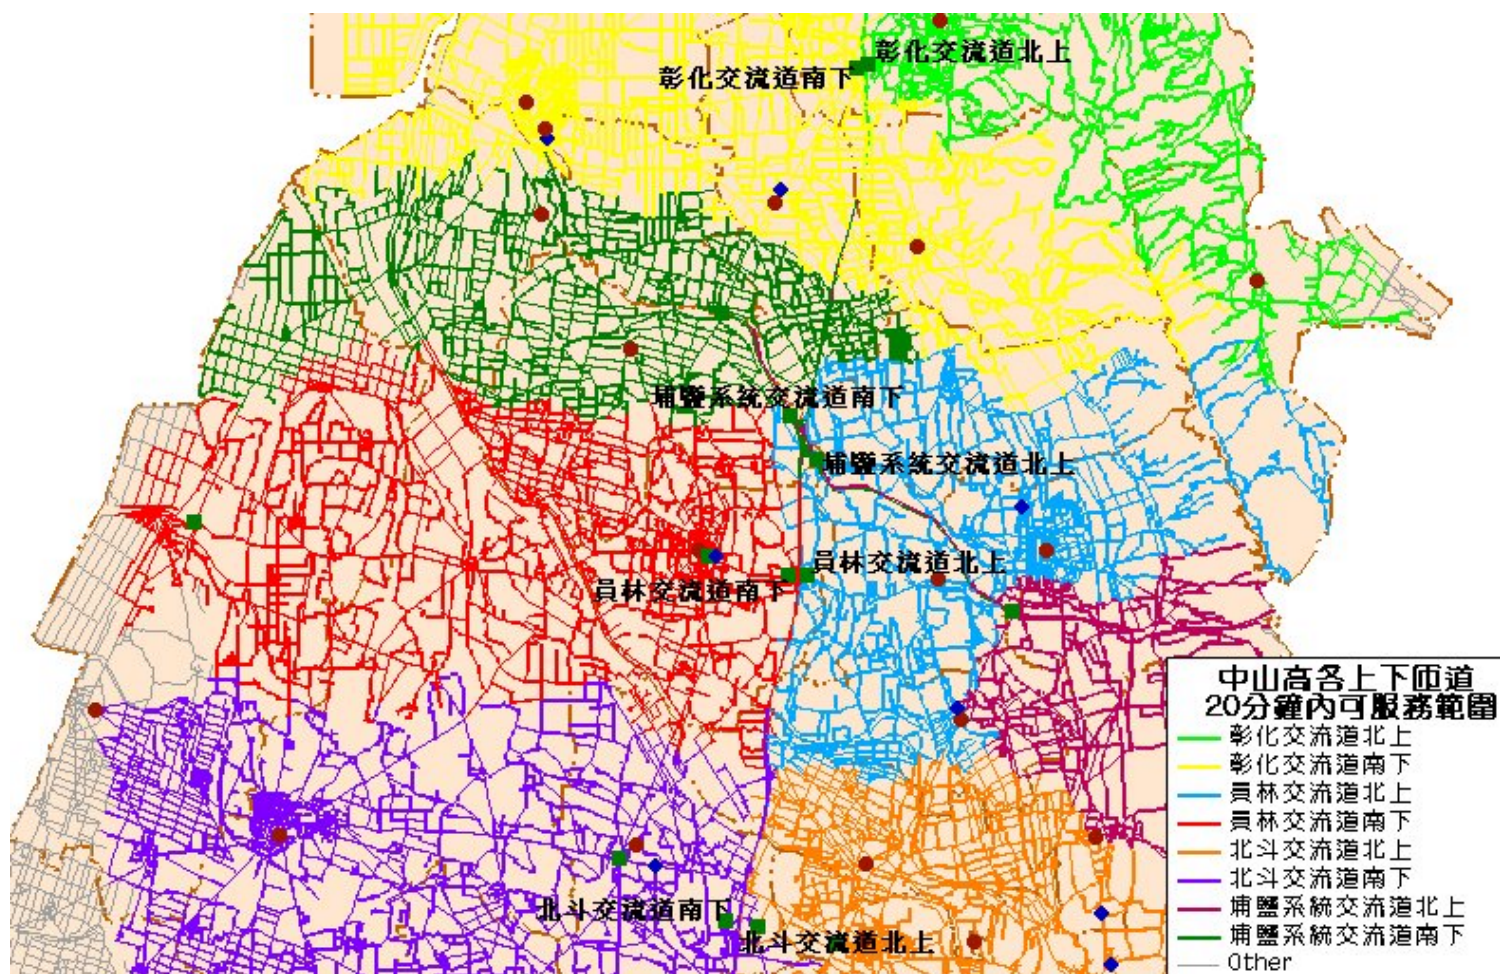 彰化交流道北上
彰化交流道南下
埔鹽系統交流道南下
埔鹽系統交流道北上
員林交流道北上
員林交流道南下
北斗交流道南下
北斗交流道北上
中山高各上下匝道
20分鐘內可服務範圍
彰化交流道北上
彰化交流道南下
員林交流道北上
員林交流道南下
北斗交流道北上
北斗交流道南下
埔鹽系統交流道北上
埔鹽系統交流道南下
Other